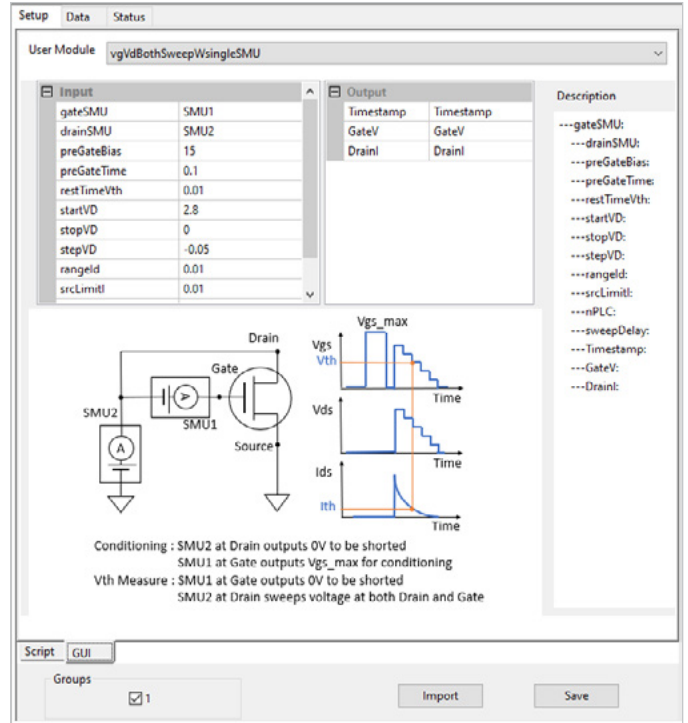 Setup Data Status
User Module vgVdBothSweepWsingleSMU
Input
gateSMU SMU1
drainSMU SMU2
preGateBias 15
preGateTime 0.1
restTimeVth 0.01
startVD 2.8
stopVD 0
stepVD -0.05
rangeId 0.01
srcLimitI 0.01
Output
Timestamp Timestamp
GateV GateV
DrainI DrainI
Description
---gateSMU:
---drainSMU:
---preGateBias:
---preGateTime:
---restTimeVth:
---startVD:
---stopVD:
---stepVD:
---rangeId:
---srcLimitI:
---nPLC:
---sweepDelay:
---Timestamp:
---GateV:
---DrainI:
Drain
Gate
A
SMU1
SMU2
A
Source
Vgs_max
Vgs
Vth
Time
Vds
Time
Ids
Ith
Time
Conditioning : SMU2 at Drain outputs 0V to be shorted
SMU1 at Gate outputs Vgs_max for conditioning
Vth Measure : SMU1 at Gate outputs 0V to be shorted
SMU2 at Drain sweeps voltage at both Drain and Gate
Script GUI
Groups
1
Import Save